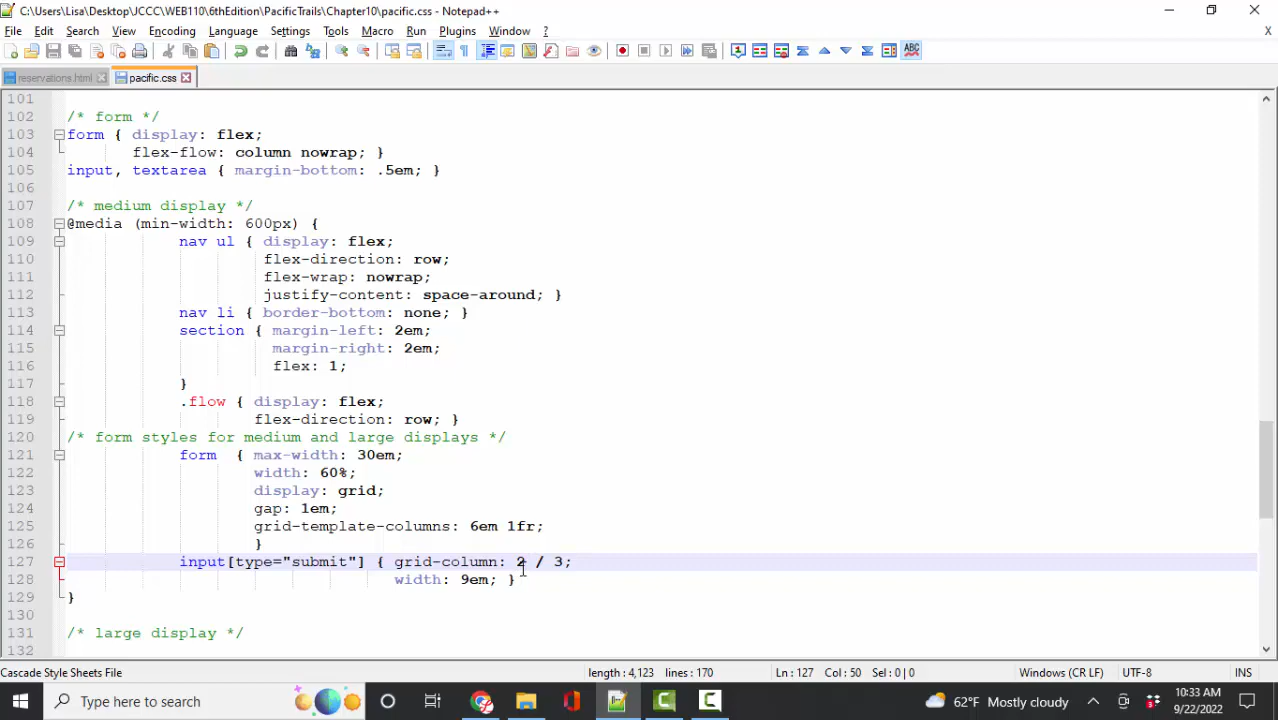 C:\Users\Lisa\Desktop\JCCC\WEB110\6thEdition\PacificTrails\Chapter10\pacific.css - Notepad++
File Edit Search View Encoding Language Settings Tools Macro Run Plugins Window ? X
reservations.html pacific.css
101
102 /* form */
103 form { display: flex;
104 flex-flow: column nowrap; }
105 input, textarea { margin-bottom: .5em; }
106
107 /* medium display */
108 @media (min-width: 600px) {
109 nav ul { display: flex;
110 flex-direction: row;
111 flex-wrap: nowrap;
112 justify-content: space-around; }
113 nav li { border-bottom: none; }
114 section { margin-left: 2em;
115 margin-right: 2em;
116 flex: 1;
117 }
118 .flow { display: flex;
119 flex-direction: row; }
120 /* form styles for medium and large displays */
121 form { max-width: 30em;
122 width: 60%;
123 display: grid;
124 gap: 1em;
125 grid-template-columns: 6em 1fr;
126 }
127 input[type="submit"] { grid-column: 2 / 3;
128 width: 9em; }
129 }
130
131 /* large display */
132
Cascade Style Sheets File length : 4,123 lines : 170 Ln : 127 Col : 50 Sel : 0 | 0 Windows (CR LF) UTF-8 INS
Type here to search 62°F Mostly cloudy 10:33 AM
9/22/2022